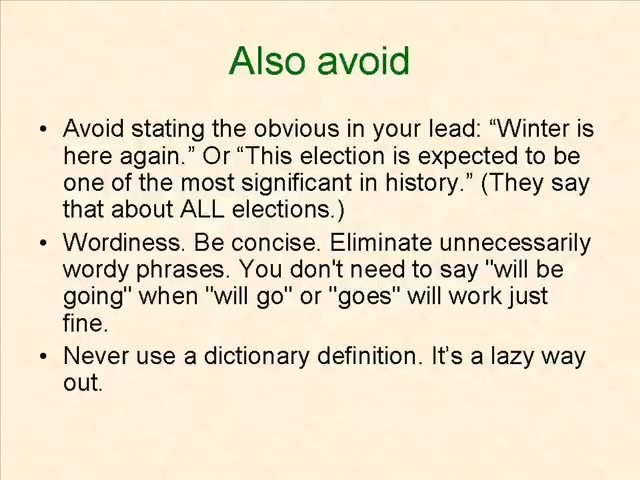 Also avoid
• Avoid stating the obvious in your lead: “Winter is
here again.” Or “This election is expected to be
one of the most significant in history.” (They say
that about ALL elections.)
• Wordiness. Be concise. Eliminate unnecessarily
wordy phrases. You don't need to say "will be
going" when "will go" or "goes" will work just
fine.
• Never use a dictionary definition. It’s a lazy way
out.